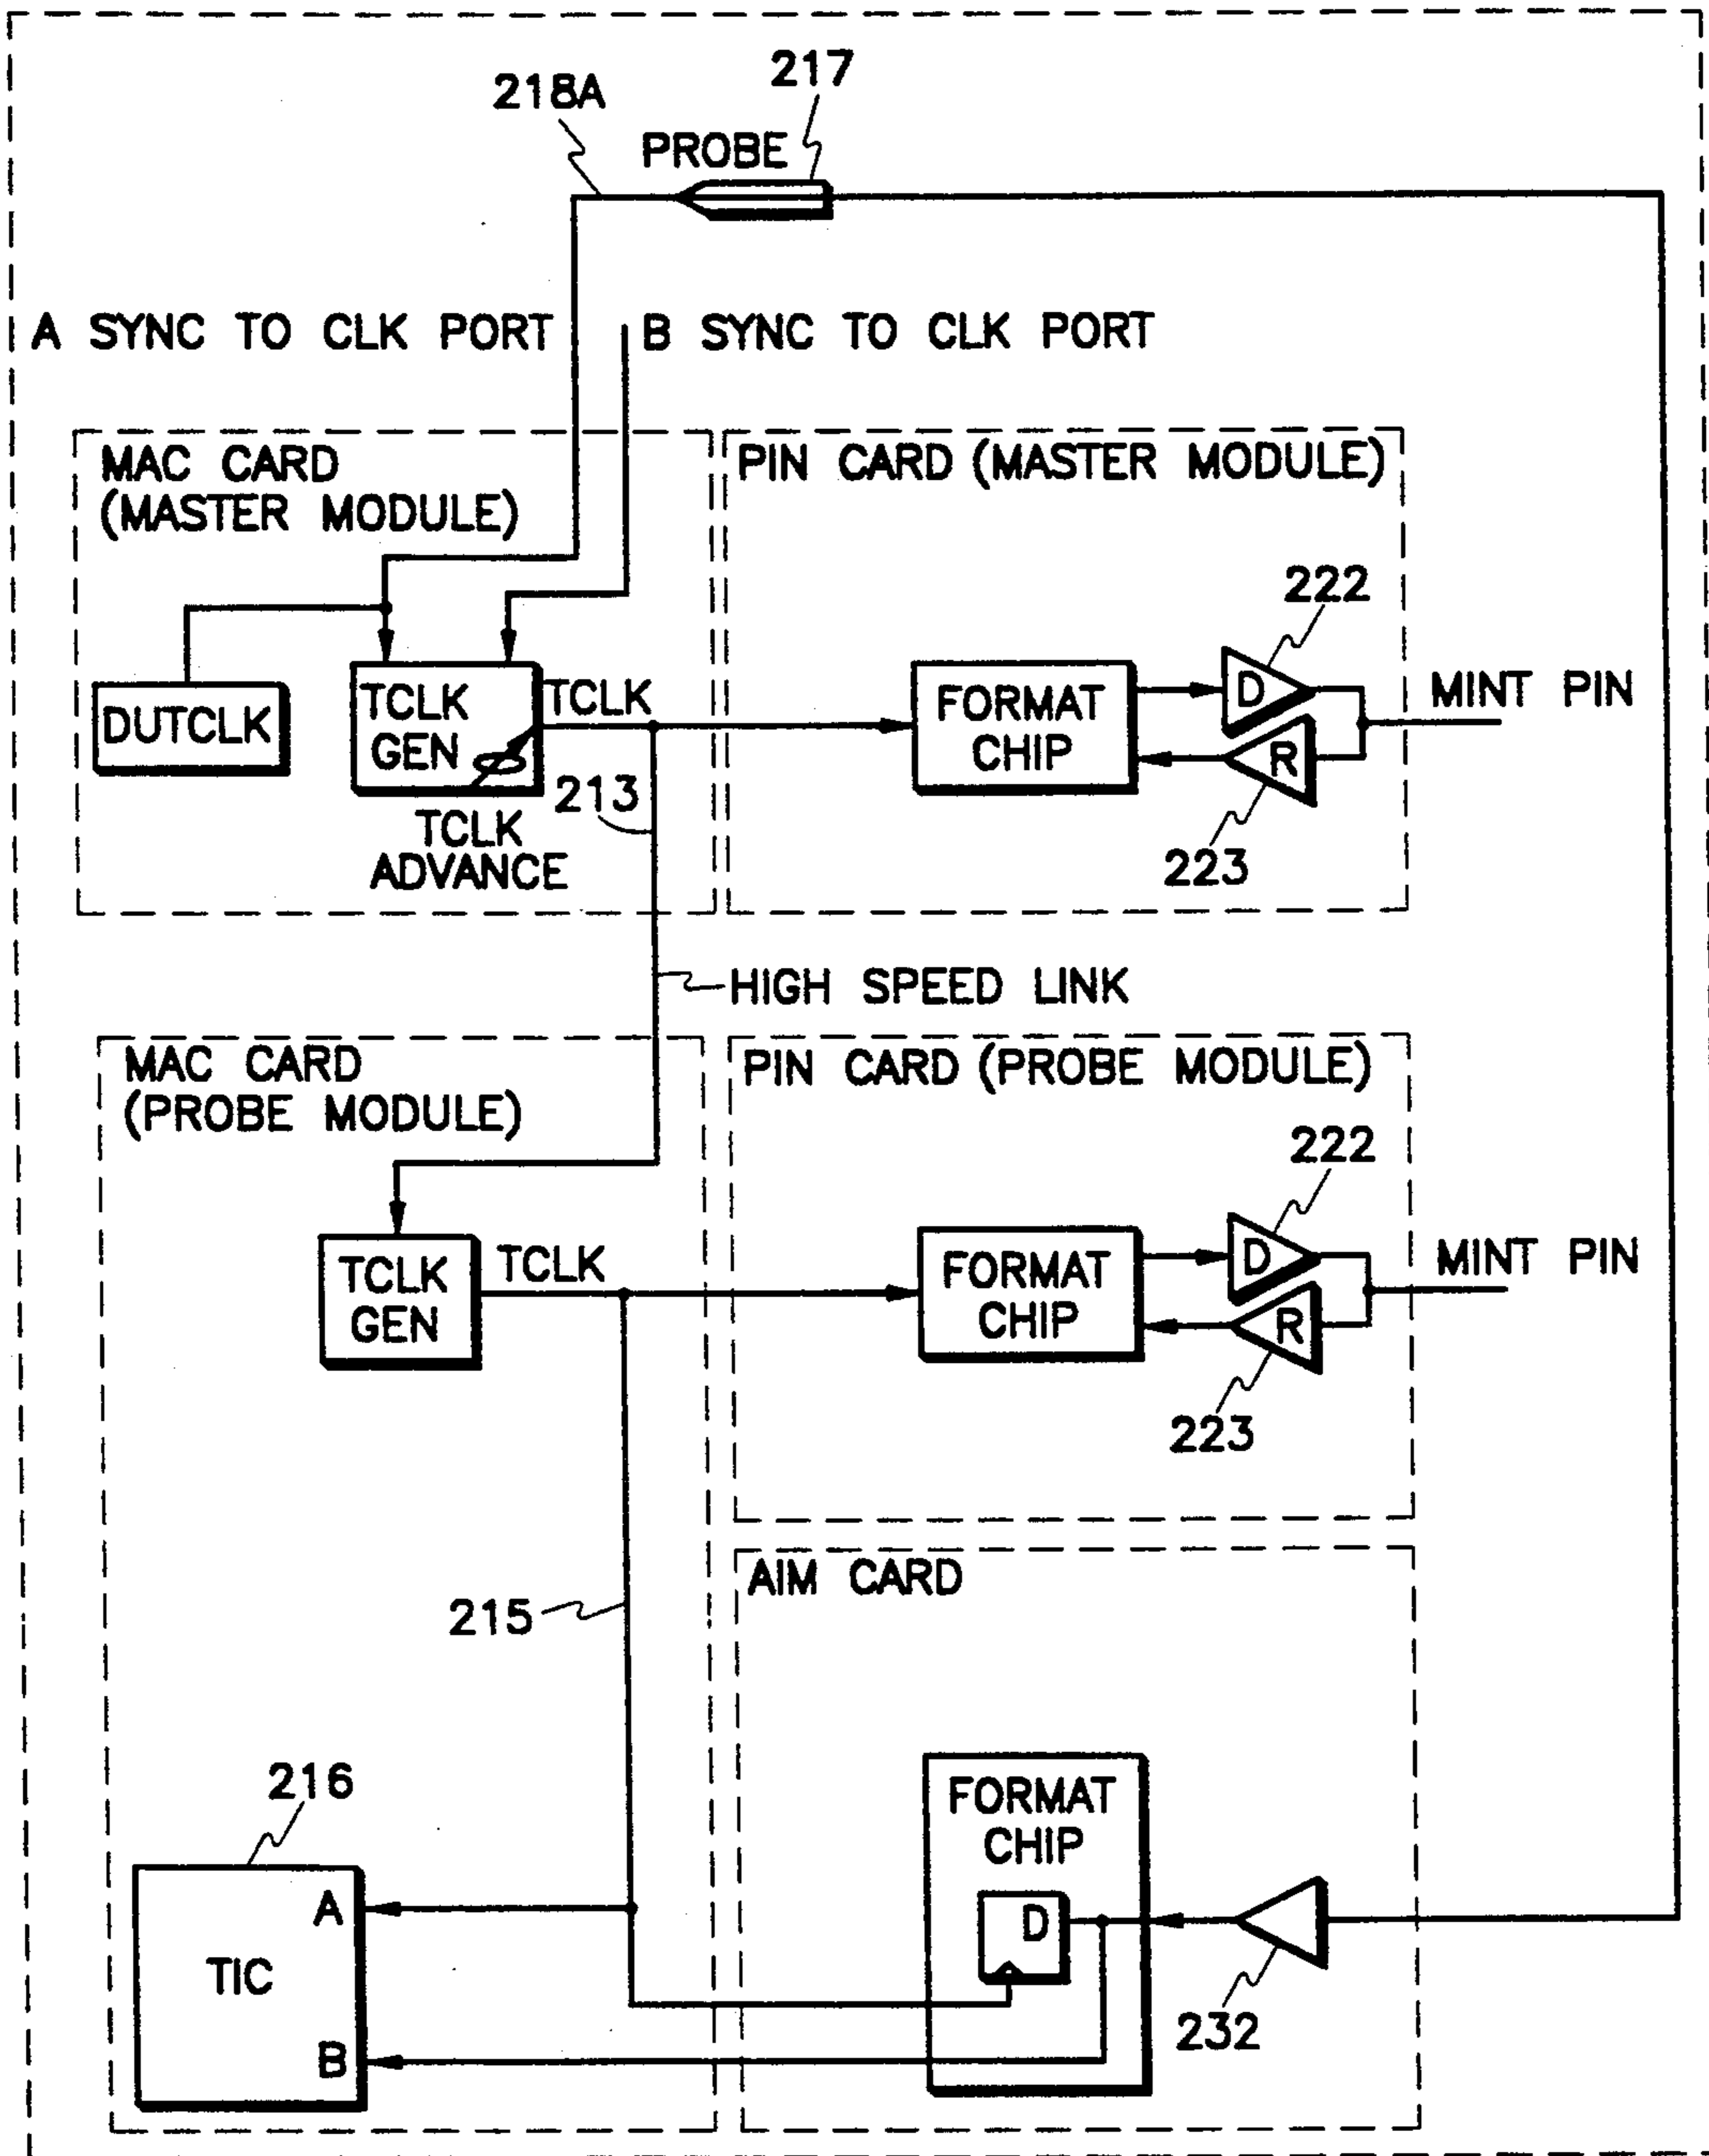 217
218A
PROBE
A SYNC TO CLK PORT
B SYNC TO CLK PORT
MAC CARD
(MASTER MODULE)
PIN CARD (MASTER MODULE)
222
DUTCLK
TCLK
GEN
TCLK
FORMAT
CHIP
D
R
MINT PIN
213
TCLK
ADVANCE
223
HIGH SPEED LINK
MAC CARD
(PROBE MODULE)
PIN CARD (PROBE MODULE)
222
TCLK
GEN
TCLK
FORMAT
CHIP
D
R
MINT PIN
223
AIM CARD
215
216
FORMAT
CHIP
A
TIC
B
D
232